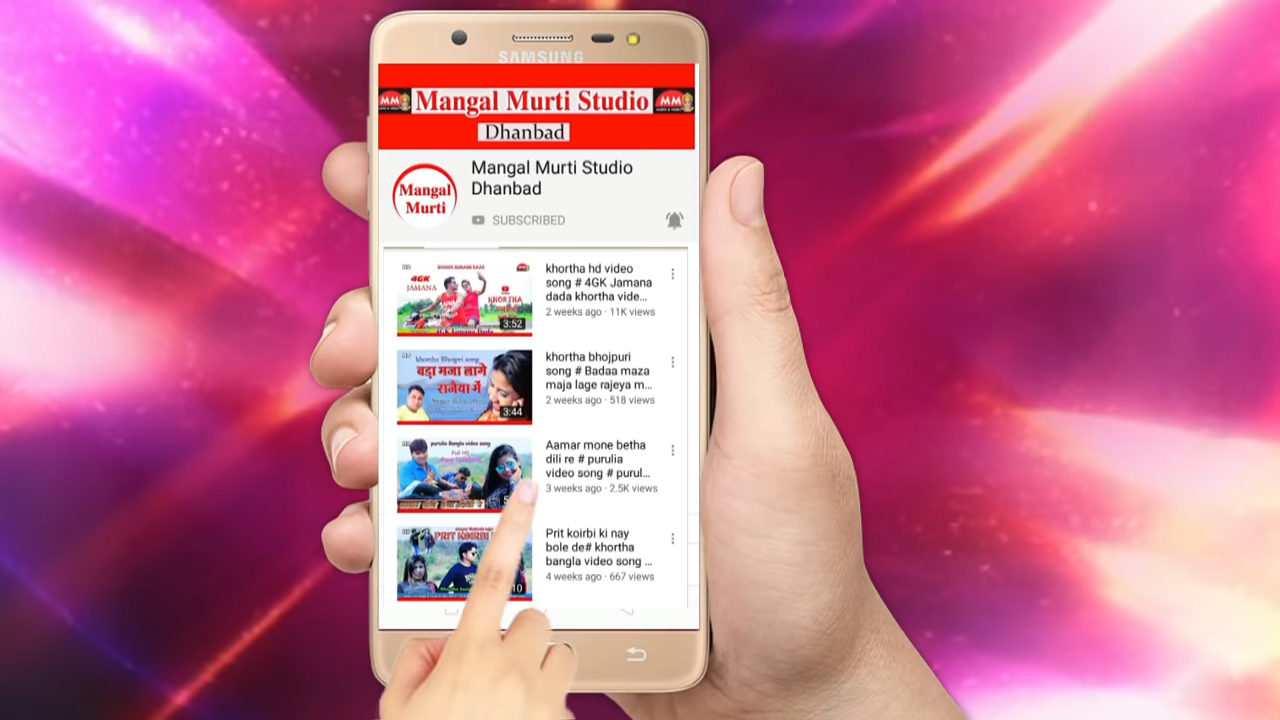 SAMSUNG
MM
Mangal Murti Studio
MM
Dhanbad
Mangal
Murti
Mangal Murti Studio
Dhanbad
SUBSCRIBED
4GK
JAMANA
KHORTHA
3:52
khortha hd video
song # 4GK Jamana
dada khortha vide...
2 weeks ago · 11K views
khortha Bhojpri song
बड़ा मजा लागे
राजैया में
3:44
khortha bhojpuri
song # Badaa maza
maja lage rajeya m...
2 weeks ago · 518 views
purulia Bangla video song
Full HD
Aamar mone betha
dili re # purulia
video song # purul...
3 weeks ago · 2.5K views
PRIT KOIRBI
10
Prit koirbi ki nay
bole de# khortha
bangla video song ...
4 weeks ago · 667 views